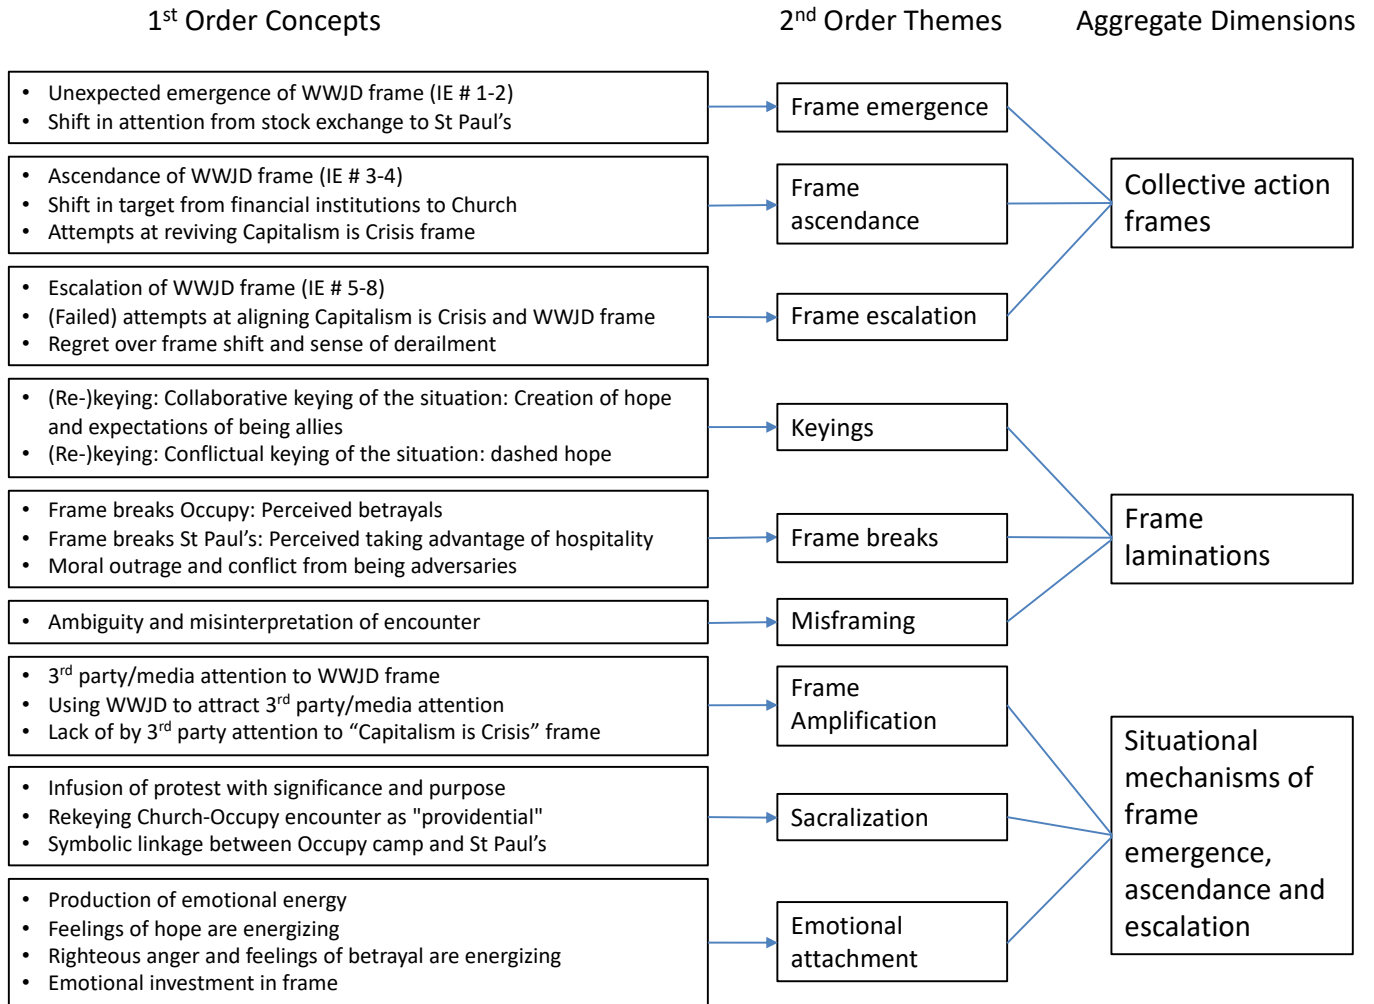 1st Order Concepts
2nd Order Themes
Aggregate Dimensions
• Unexpected emergence of WWJD frame (IE # 1-2)
• Shift in attention from stock exchange to St Paul’s
Frame emergence
• Ascendance of WWJD frame (IE # 3-4)
• Shift in target from financial institutions to Church
• Attempts at reviving Capitalism is Crisis frame
Frame
ascendance
• Escalation of WWJD frame (IE # 5-8)
• (Failed) attempts at aligning Capitalism is Crisis and WWJD frame
• Regret over frame shift and sense of derailment
Frame escalation
Collective action
frames
• (Re-)keying: Collaborative keying of the situation: Creation of hope
and expectations of being allies
• (Re-)keying: Conflictual keying of the situation: dashed hope
Keyings
• Frame breaks Occupy: Perceived betrayals
• Frame breaks St Paul’s: Perceived taking advantage of hospitality
• Moral outrage and conflict from being adversaries
Frame breaks
• Ambiguity and misinterpretation of encounter
Misframing
Frame
laminations
• 3rd party/media attention to WWJD frame
• Using WWJD to attract 3rd party/media attention
• Lack of by 3rd party attention to “Capitalism is Crisis” frame
Frame
Amplification
• Infusion of protest with significance and purpose
• Rekeying Church-Occupy encounter as "providential"
• Symbolic linkage between Occupy camp and St Paul’s
Sacralization
• Production of emotional energy
• Feelings of hope are energizing
• Righteous anger and feelings of betrayal are energizing
• Emotional investment in frame
Emotional
attachment
Situational
mechanisms of
frame
emergence,
ascendance and
escalation